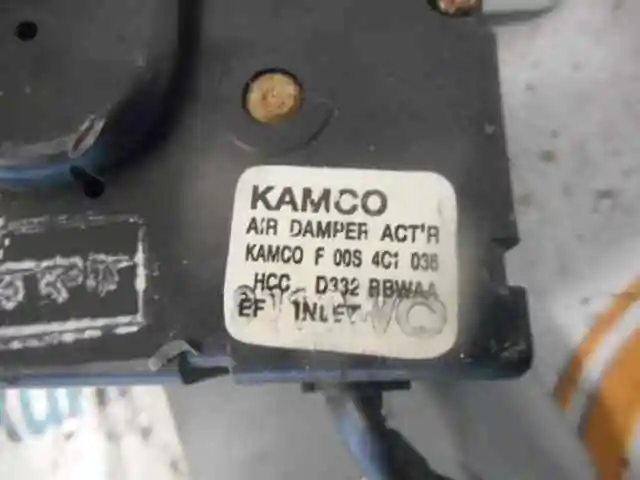 KAMCO
AIR DAMPER ACT'R
KAMCO F 00S 4C1 036
HCC D332 BBWAA
EF INLET